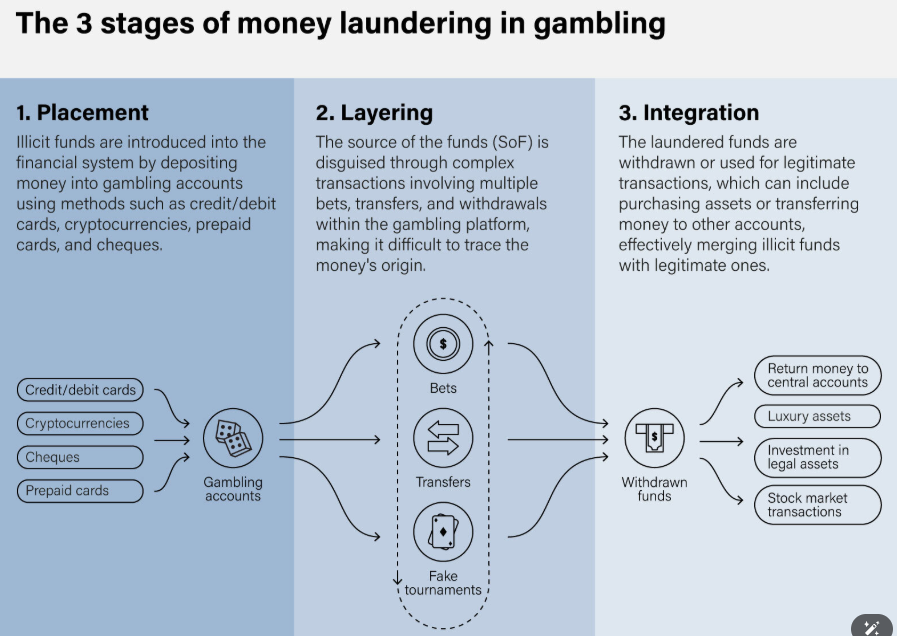 The 3 stages of money laundering in gambling
1. Placement
Illicit funds are introduced into the
financial system by depositing
money into gambling accounts
using methods such as credit/debit
cards, cryptocurrencies, prepaid
cards, and cheques.
2. Layering
The source of the funds (SoF) is
disguised through complex
transactions involving multiple
bets, transfers, and withdrawals
within the gambling platform,
making it difficult to trace the
money's origin.
3. Integration
The laundered funds are
withdrawn or used for legitimate
transactions, which can include
purchasing assets or transferring
money to other accounts,
effectively merging illicit funds
with legitimate ones.
Credit/debit cards
Cryptocurrencies
Cheques
Prepaid cards
Gambling
accounts
$
Bets
Transfers
Fake
tournaments
$
Withdrawn
funds
Return money to
central accounts
Luxury assets
Investment in
legal assets
Stock market
transactions